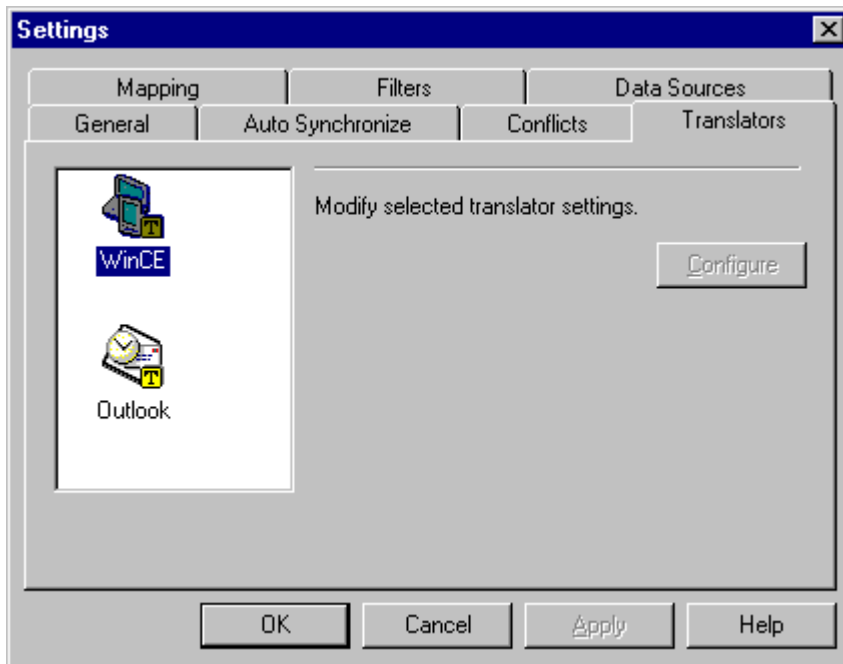 Settings
Mapping
Filters
Data Sources
General
Auto Synchronize
Conflicts
Translators
T
WinCE
Modify selected translator settings.
Configure
T
Outlook
OK
Cancel
Apply
Help